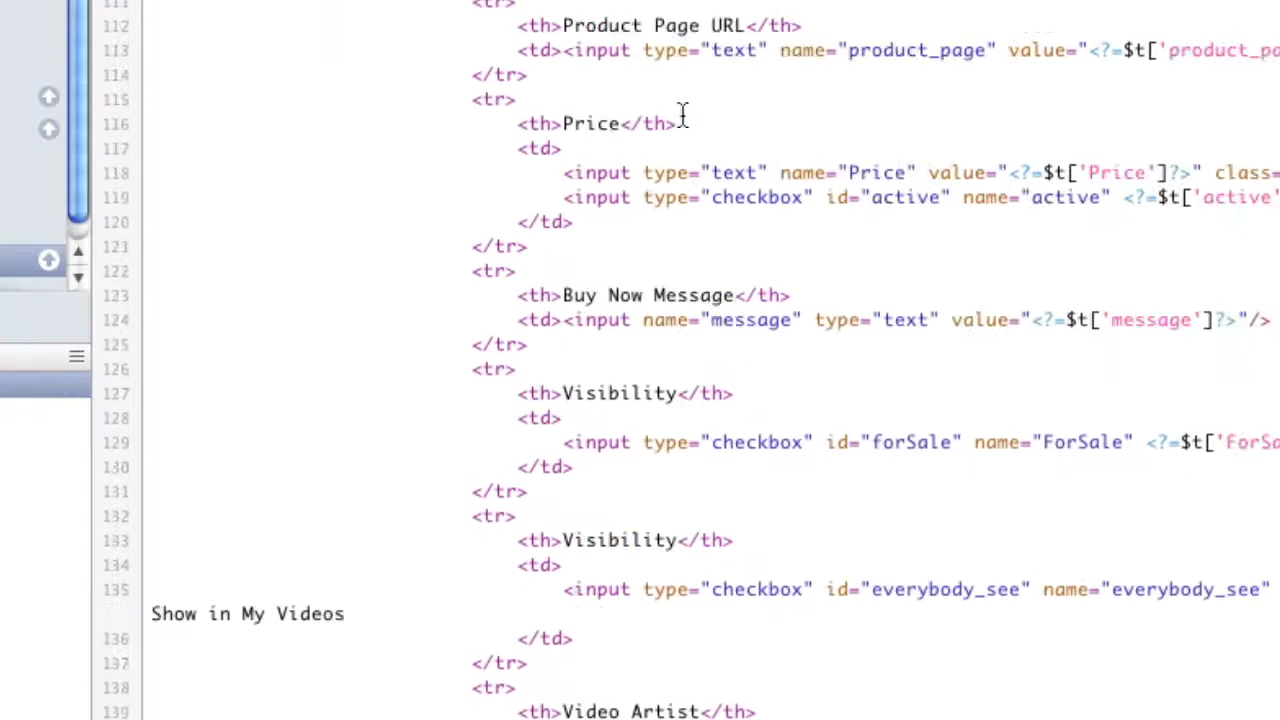 111 <tr>
112 <th>Product Page URL</th>
113 <td><input type="text" name="product_page" value="<?=$t['product_pa
114 </tr>
115 <tr>
116 <th>Price</th>
117 <td>
118 <input type="text" name="Price" value="<?=$t['Price']?>" class=
119 <input type="checkbox" id="active" name="active" <?=$t['active'
120 </td>
121 </tr>
122 <tr>
123 <th>Buy Now Message</th>
124 <td><input name="message" type="text" value="<?=$t['message']?>"/>
125 </tr>
126 <tr>
127 <th>Visibility</th>
128 <td>
129 <input type="checkbox" id="forSale" name="ForSale" <?=$t['ForSa
130 </td>
131 </tr>
132 <tr>
133 <th>Visibility</th>
134 <td>
135 <input type="checkbox" id="everybody_see" name="everybody_see"
Show in My Videos
136 </td>
137 </tr>
138 <tr>
139 <th>Video Artist</th>